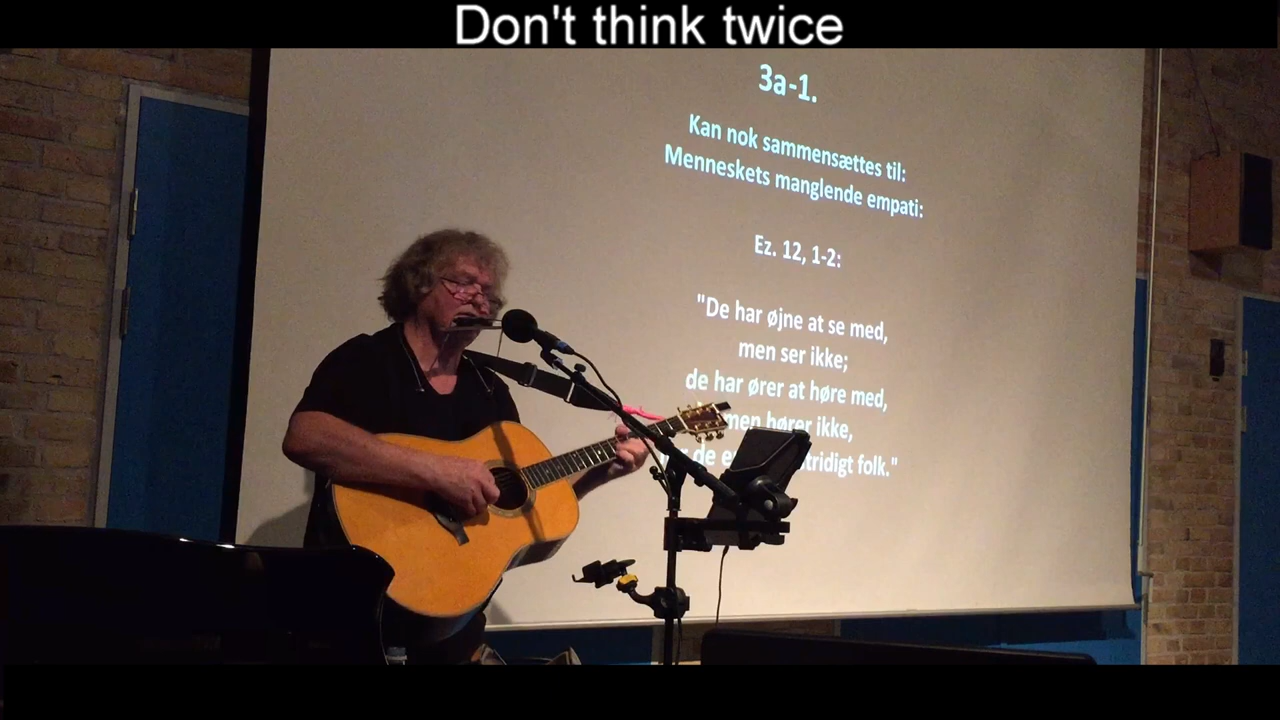 Don't think twice
3a-1.
Kan nok sammensættes til:
Menneskets manglende empati:
Ez. 12, 1-2:
"De har øjne at se med,
men ser ikke;
de har ører at høre med,
men hører ikke,
de folk."